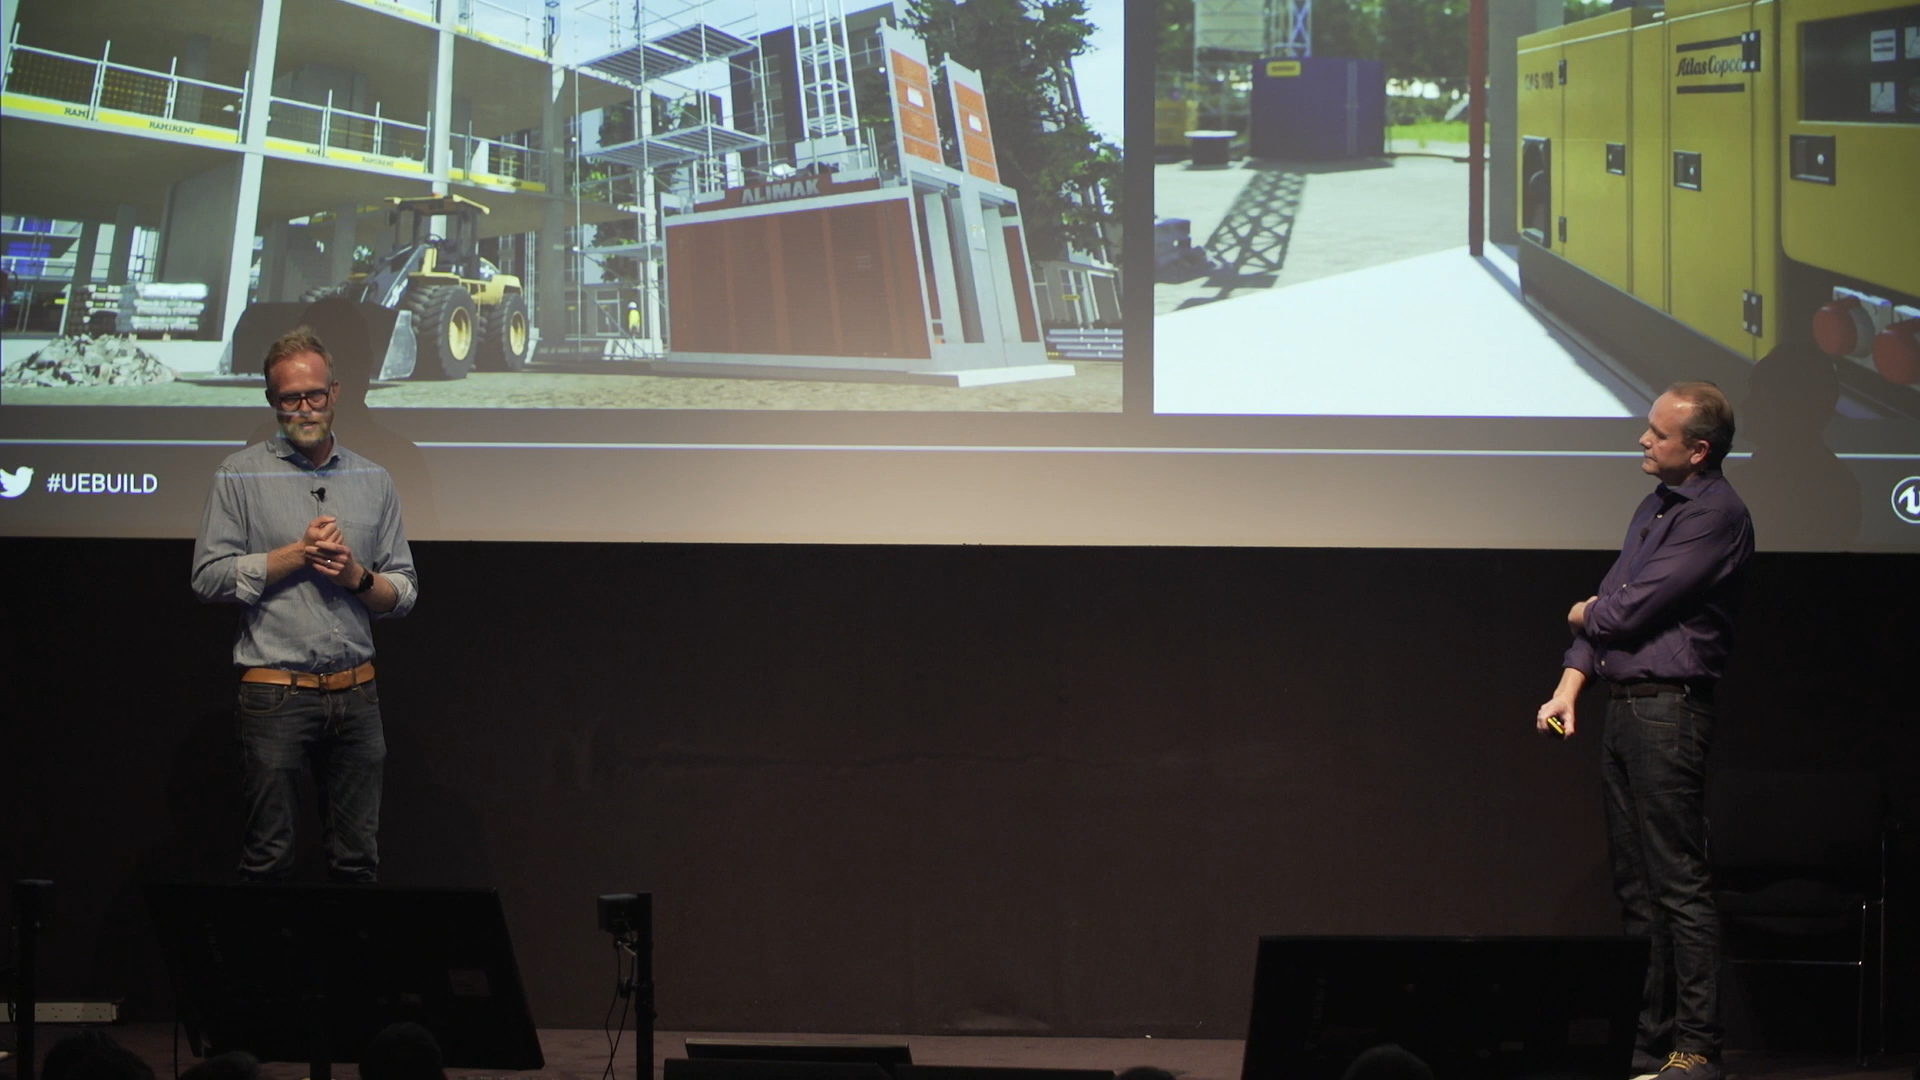 RAMIRENT
RAMIRENT
ALIMAK
Atlas Copco
#UEBUILD